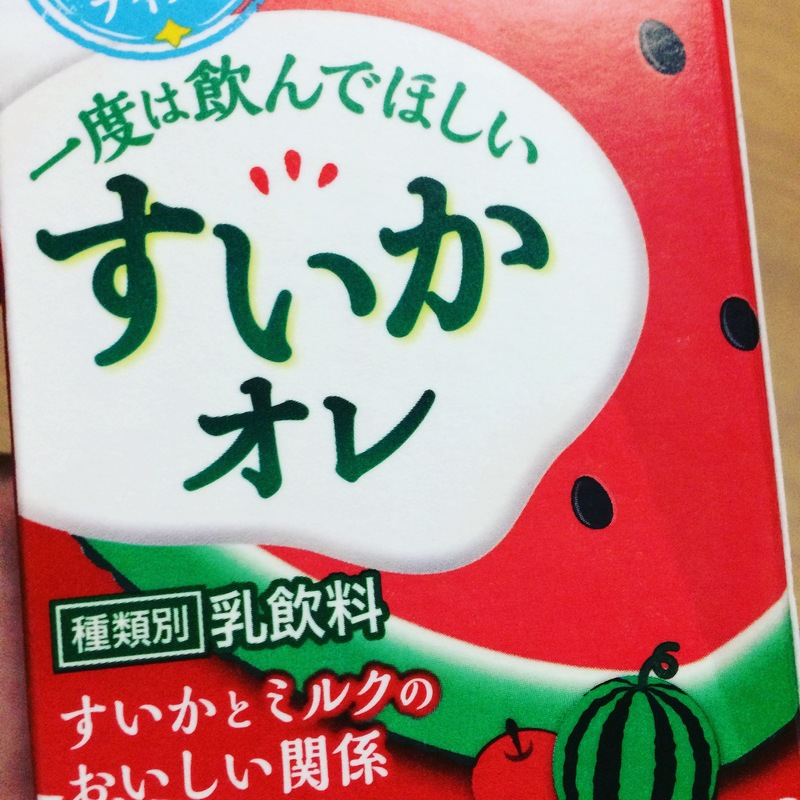 一度は飲んでほしい
すいか
オレ
種類別 乳飲料
すいかとミルクの
おいしい関係